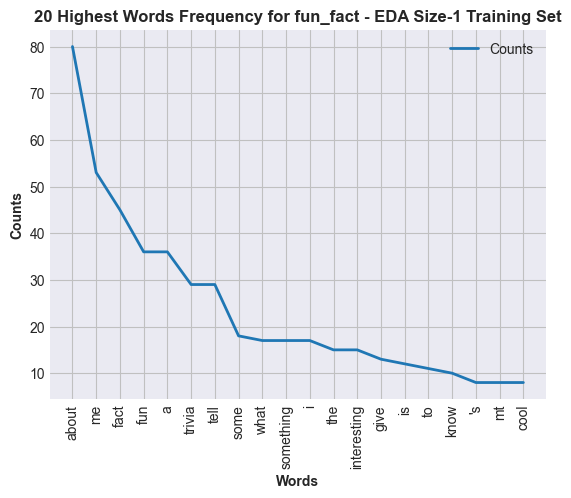 20 Highest Words Frequency for fun_fact - EDA Size-1 Training Set
Counts
80
70
60
50
40
30
20
10
Counts
about
me
fact
fun
a
trivia
tell
some
what
something
i
the
interesting
give
is
to
know
's
mt
cool
Words